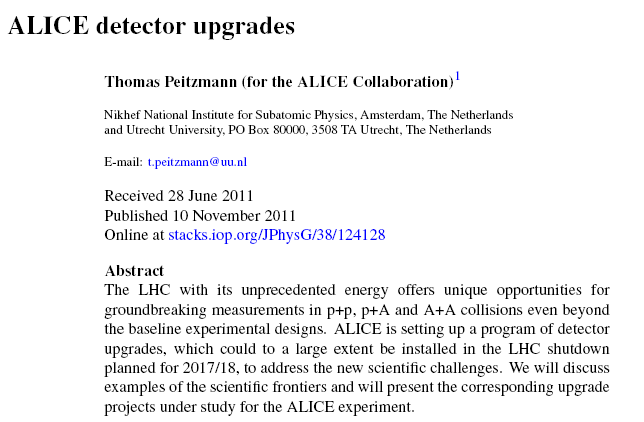 ALICE detector upgrades
Thomas Peitzmann (for the ALICE Collaboration)1
Nikhef National Institute for Subatomic Physics, Amsterdam, The Netherlands
and Utrecht University, PO Box 80000, 3508 TA Utrecht, The Netherlands
E-mail: t.peitzmann@uu.nl
Received 28 June 2011
Published 10 November 2011
Online at stacks.iop.org/JPhysG/38/124128
Abstract
The LHC with its unprecedented energy offers unique opportunities for
groundbreaking measurements in p+p, p+A and A+A collisions even beyond
the baseline experimental designs. ALICE is setting up a program of detector
upgrades, which could to a large extent be installed in the LHC shutdown
planned for 2017/18, to address the new scientific challenges. We will discuss
examples of the scientific frontiers and will present the corresponding upgrade
projects under study for the ALICE experiment.